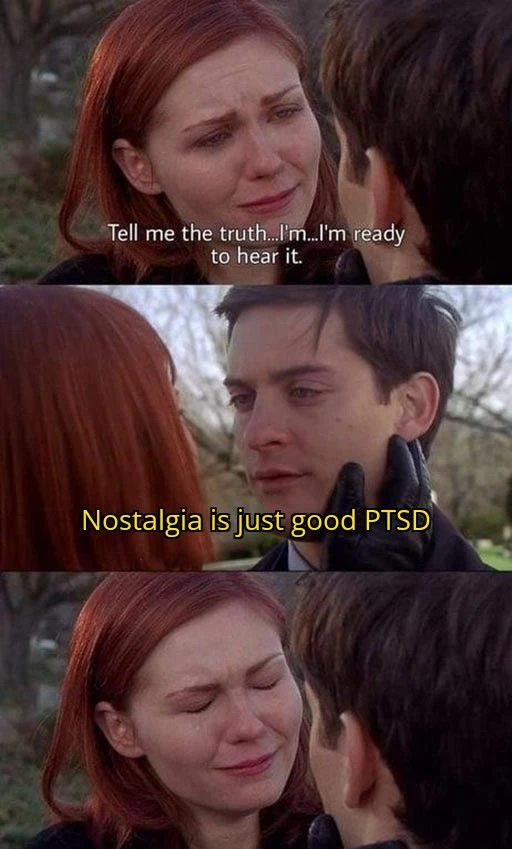 Tell me the truth...I'm...I'm ready
to hear it.
Nostalgia is just good PTSD